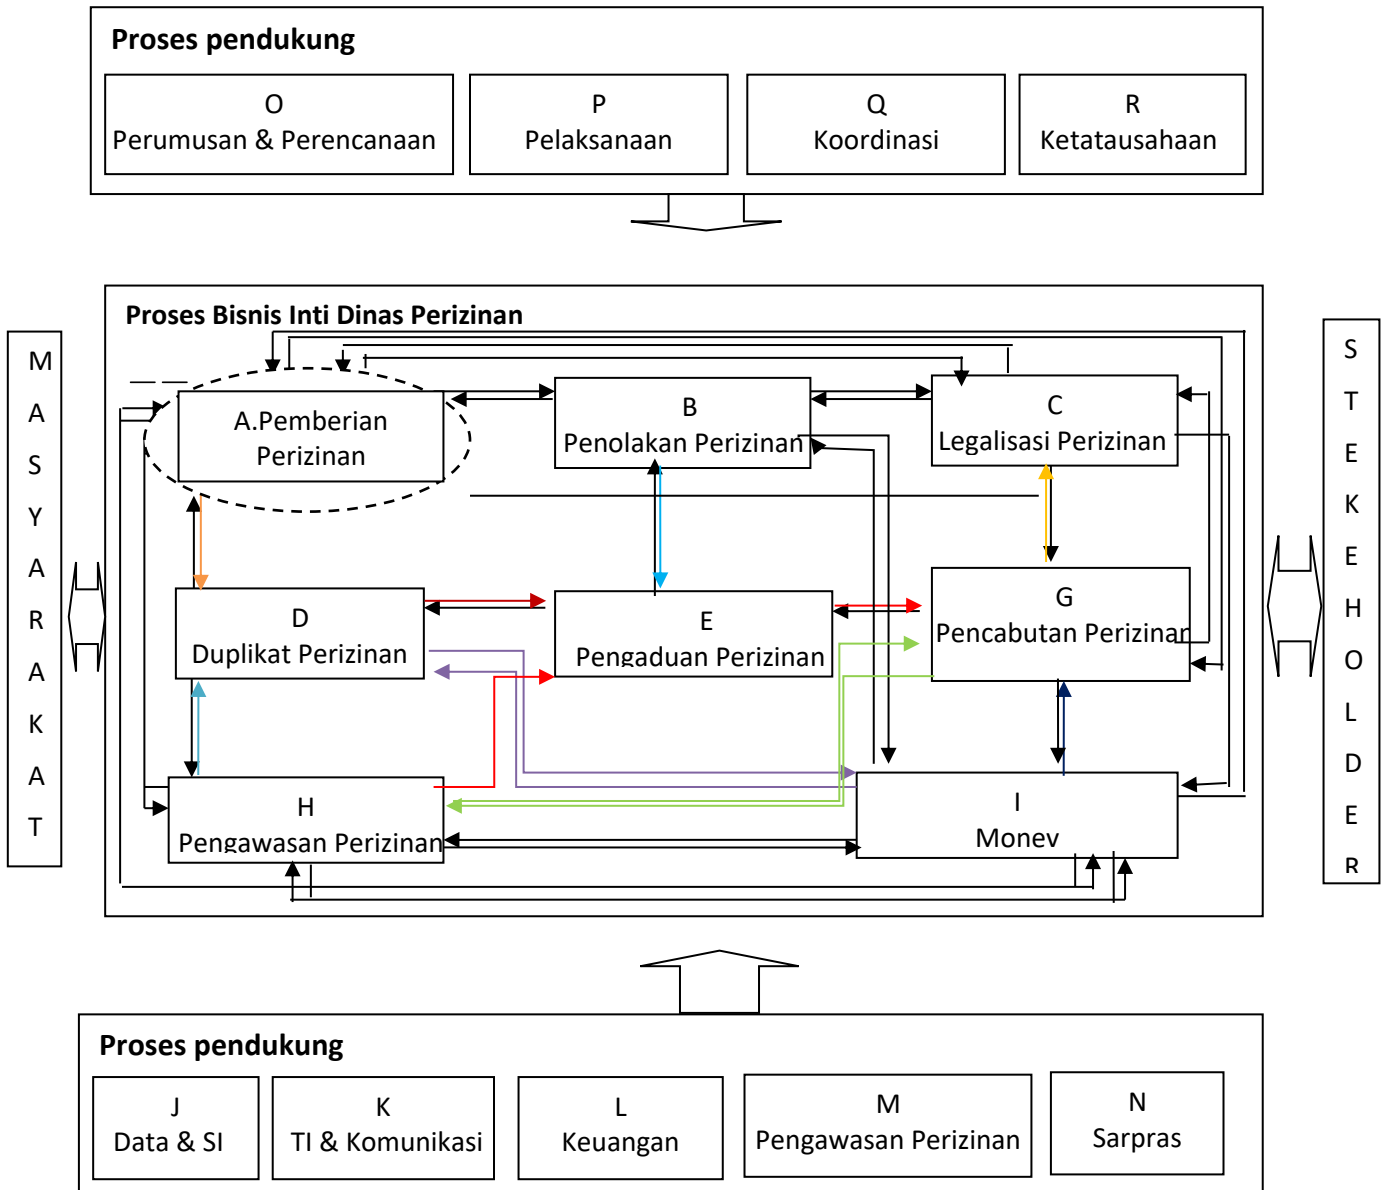 Proses pendukung
O
Perumusan & Perencanaan
P
Pelaksanaan
Q
Koordinasi
R
Ketatausahaan
Proses Bisnis Inti Dinas Perizinan
M
A
S
Y
A
R
A
K
A
T
A.Pemberian
Perizinan
B
Penolakan Perizinan
C
Legalisasi Perizinan
D
Duplikat Perizinan
E
Pengaduan Perizinan
G
Pencabutan Perizinan
H
Pengawasan Perizinan
I
Monev
S
T
E
K
E
H
O
L
D
E
R
Proses pendukung
J
Data & SI
K
TI & Komunikasi
L
Keuangan
M
Pengawasan Perizinan
N
Sarpras